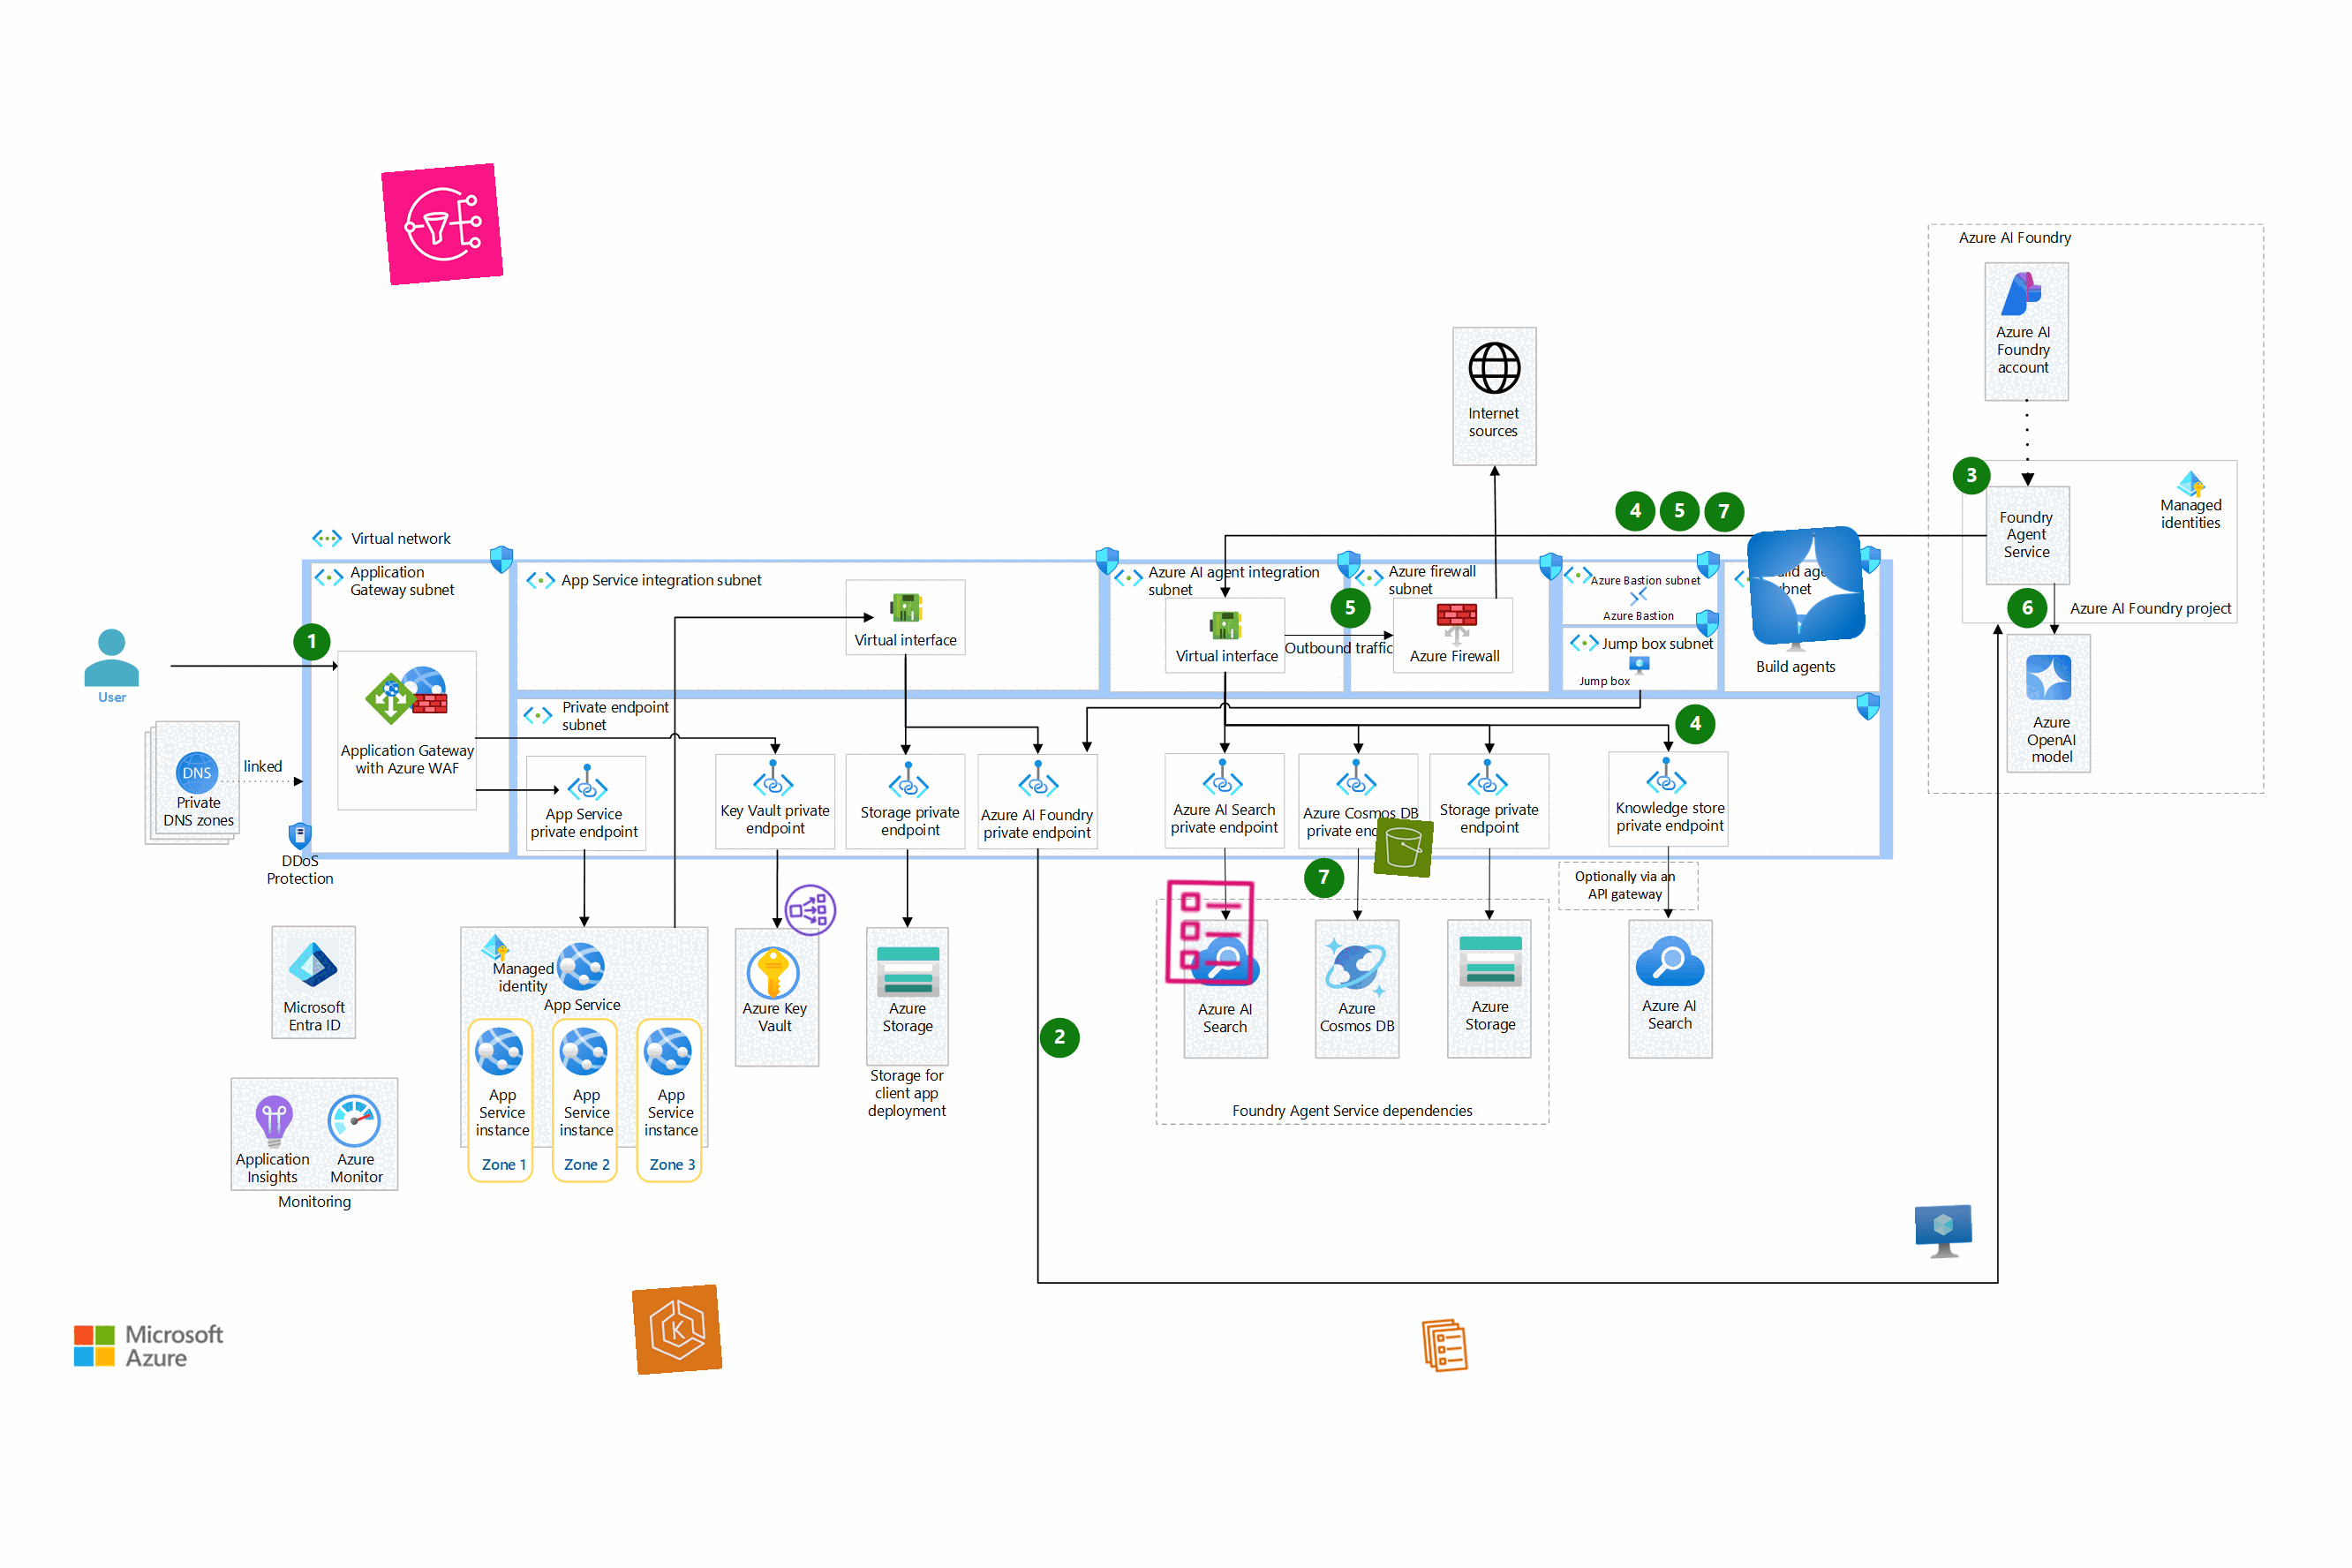 Azure AI Foundry
Azure AI
Foundry
account
Internet
sources
3
Managed
identities
4
5
7
Foundry
Agent
Service
6
Azure AI Foundry project
Azure
OpenAI
model
Virtual network
Application
Gateway subnet
App Service integration subnet
Virtual interface
Azure AI agent integration
subnet
Virtual interface
5
Outbound traffic
Azure firewall
subnet
Azure Firewall
Azure Bastion subnet
Azure Bastion
Jump box subnet
Jump box
Build agents
1
User
Application Gateway
with Azure WAF
DNS
Private
DNS zones
linked
DDoS
Protection
Private endpoint
subnet
App Service
private endpoint
Key Vault private
endpoint
Storage private
endpoint
Azure AI Foundry
private endpoint
Azure AI Search
private endpoint
Azure Cosmos DB
private
Storage private
endpoint
4
Knowledge store
private endpoint
7
Optionally via an
API gateway
Microsoft
Entra ID
Managed
identity
App Service
App
Service
instance
Zone 1
App
Service
instance
Zone 2
App
Service
instance
Zone 3
Azure Key
Vault
Azure
Storage
Storage for
client app
deployment
2
Azure AI
Search
Azure
Cosmos DB
Azure
Storage
Foundry Agent Service dependencies
Azure AI
Search
Application
Insights
Azure
Monitor
Monitoring
K
Microsoft
Azure